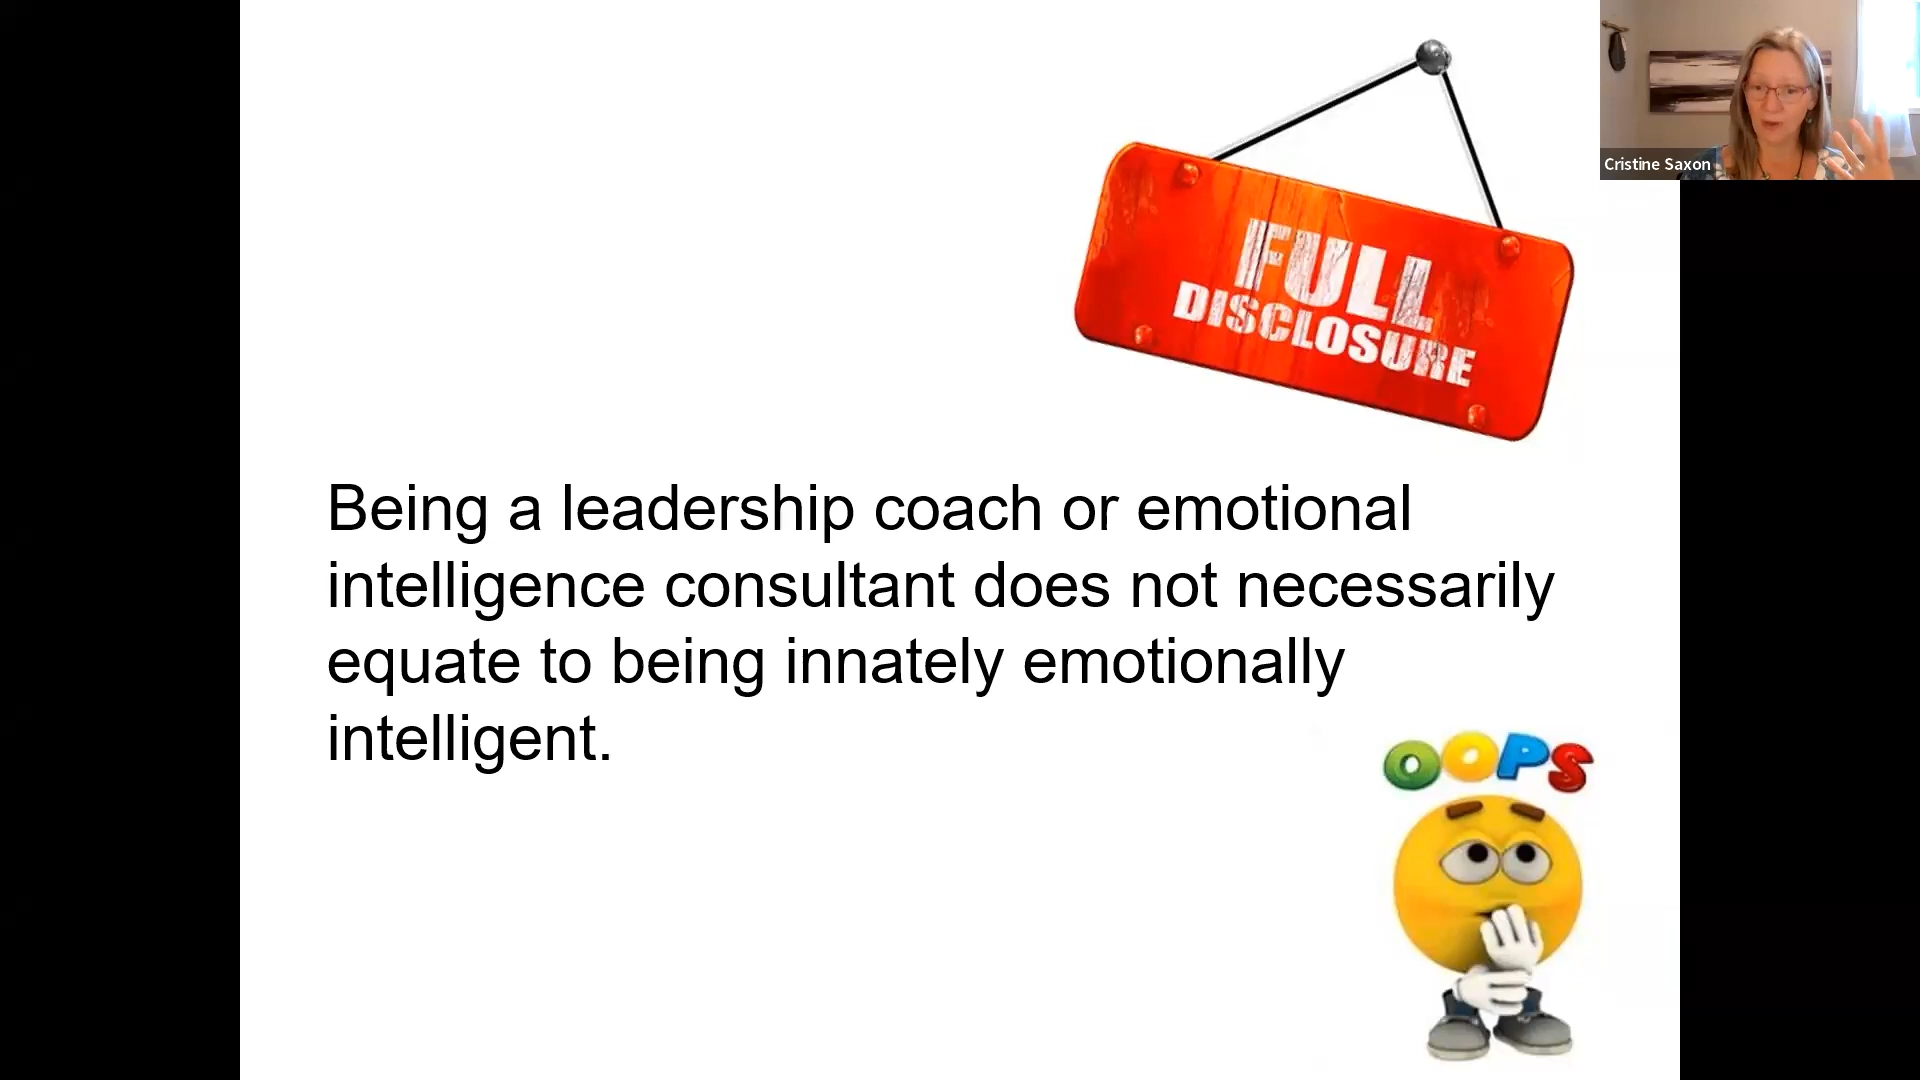 Cristine Saxon
FULL
DISCLOSURE
Being a leadership coach or emotional
intelligence consultant does not necessarily
equate to being innately emotionally
intelligent.
OOPS